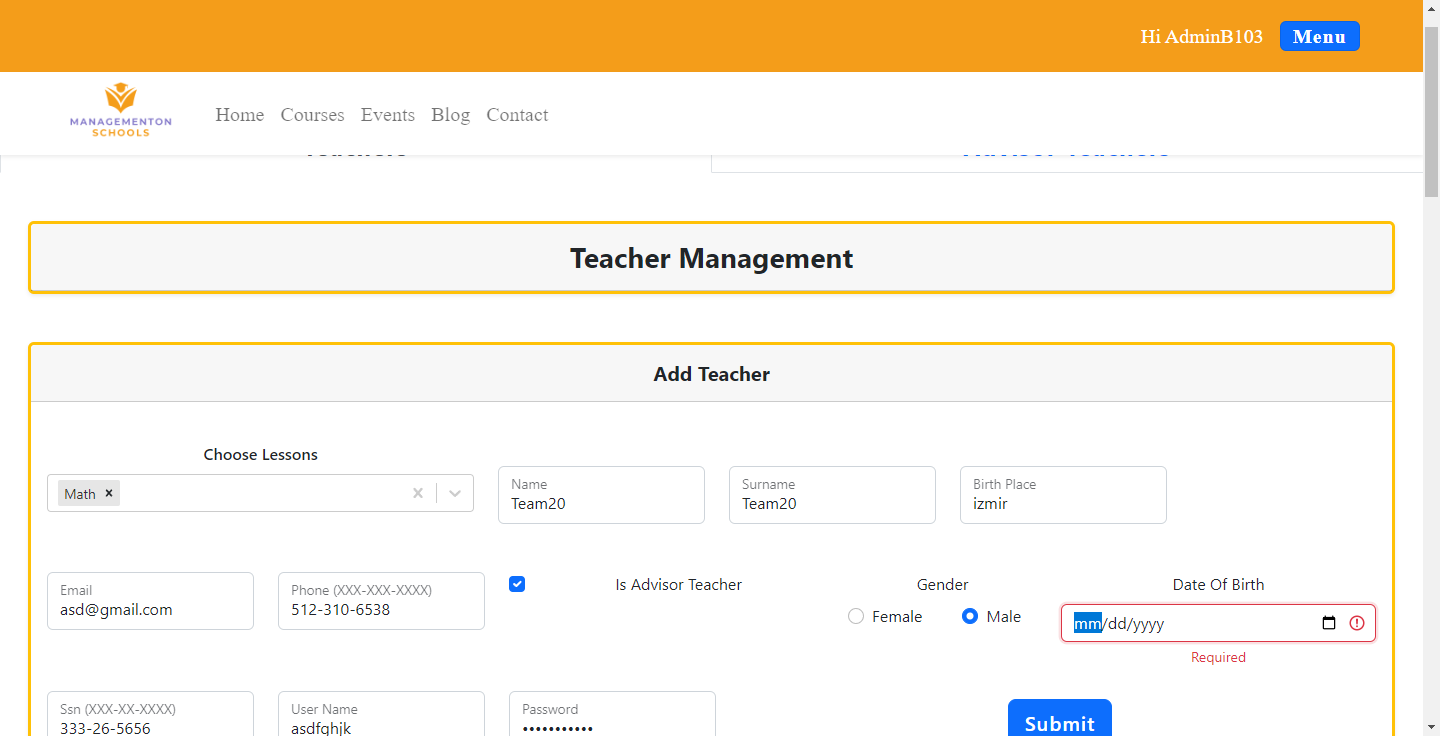 Hi AdminB103 Menu
MANAGEMENTON
SCHOOLS
Home Courses Events Blog Contact
Teachers Advisor Teachers
Teacher Management
Add Teacher
Choose Lessons
Math
Name
Team20
Surname
Team20
Birth Place
izmir
Email
asd@gmail.com
Phone (XXX-XXX-XXXX)
512-310-6538
Is Advisor Teacher
Gender
Female Male
Date Of Birth
mm/dd/yyyy
Required
Ssn (XXX-XX-XXXX)
333-26-5656
User Name
asdfghjk
Password
•••••••••••
Submit